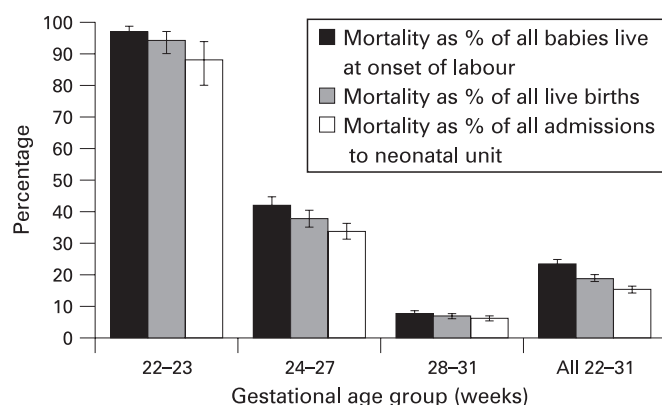 100
90
80
70
60
50
40
30
20
10
0
Percentage
Mortality as % of all babies live
at onset of labour
Mortality as % of all live births
Mortality as % of all admissions
to neonatal unit
22–23
24–27
28–31
All 22–31
Gestational age group (weeks)